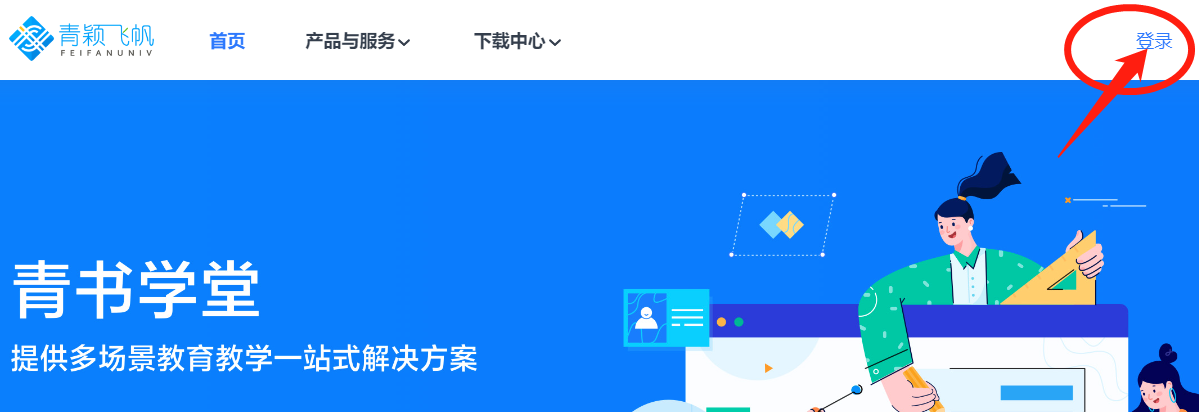 青颖飞帆
FEIFANUNIV
首页
产品与服务
下载中心
登录
青书学堂
提供多场景教育教学一站式解决方案